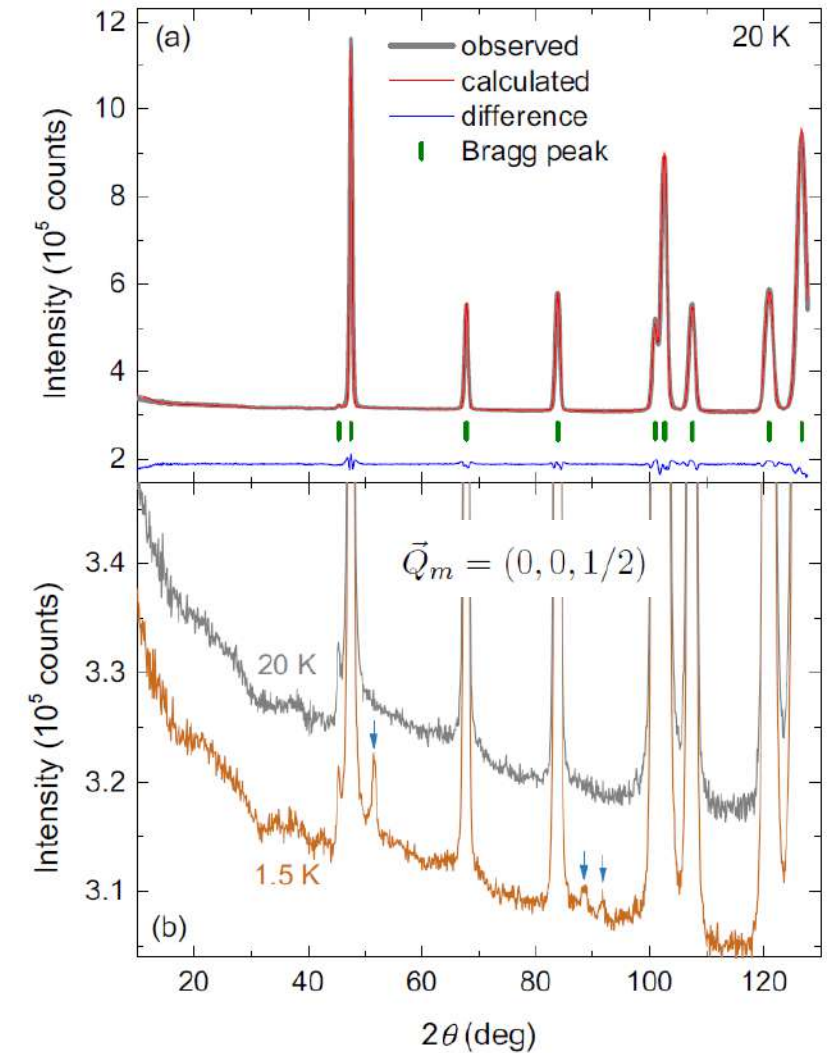 (a)
20 K
observed
calculated
difference
Bragg peak
Intensity (10⁵ counts)
12
10
8
6
4
2
(b)
Q⃗ₘ = (0, 0, 1/2)
20 K
1.5 K
Intensity (10⁵ counts)
3.4
3.3
3.2
3.1
20 40 60 80 100 120
2θ (deg)